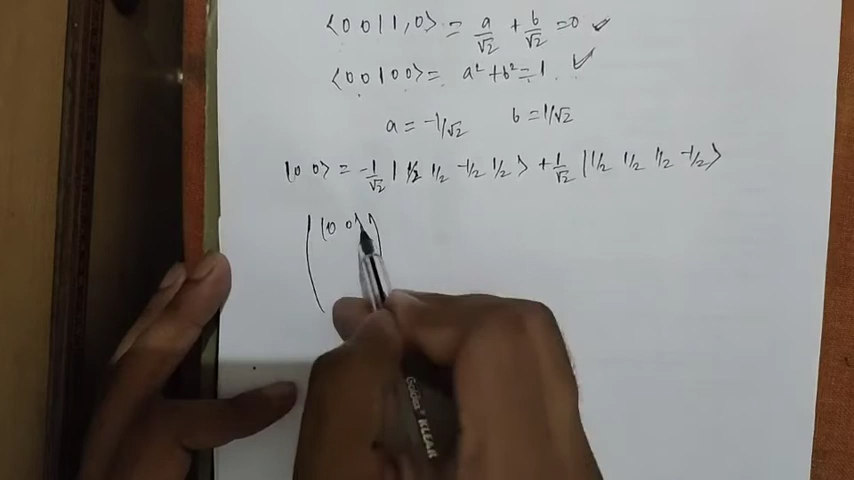 ⟨0 0 | 1, 0⟩ = a/√2 + b/√2 = 0 ✓
⟨0 0 | 0 0⟩ = a² + b² = 1 ✓
a = -1/√2 b = 1/√2
|0 0⟩ = -1/√2 | 1/2 1/2 -1/2 1/2 ⟩ + 1/√2 | 1/2 1/2 1/2 -1/2 ⟩
( |0 0⟩ )
KLEAR